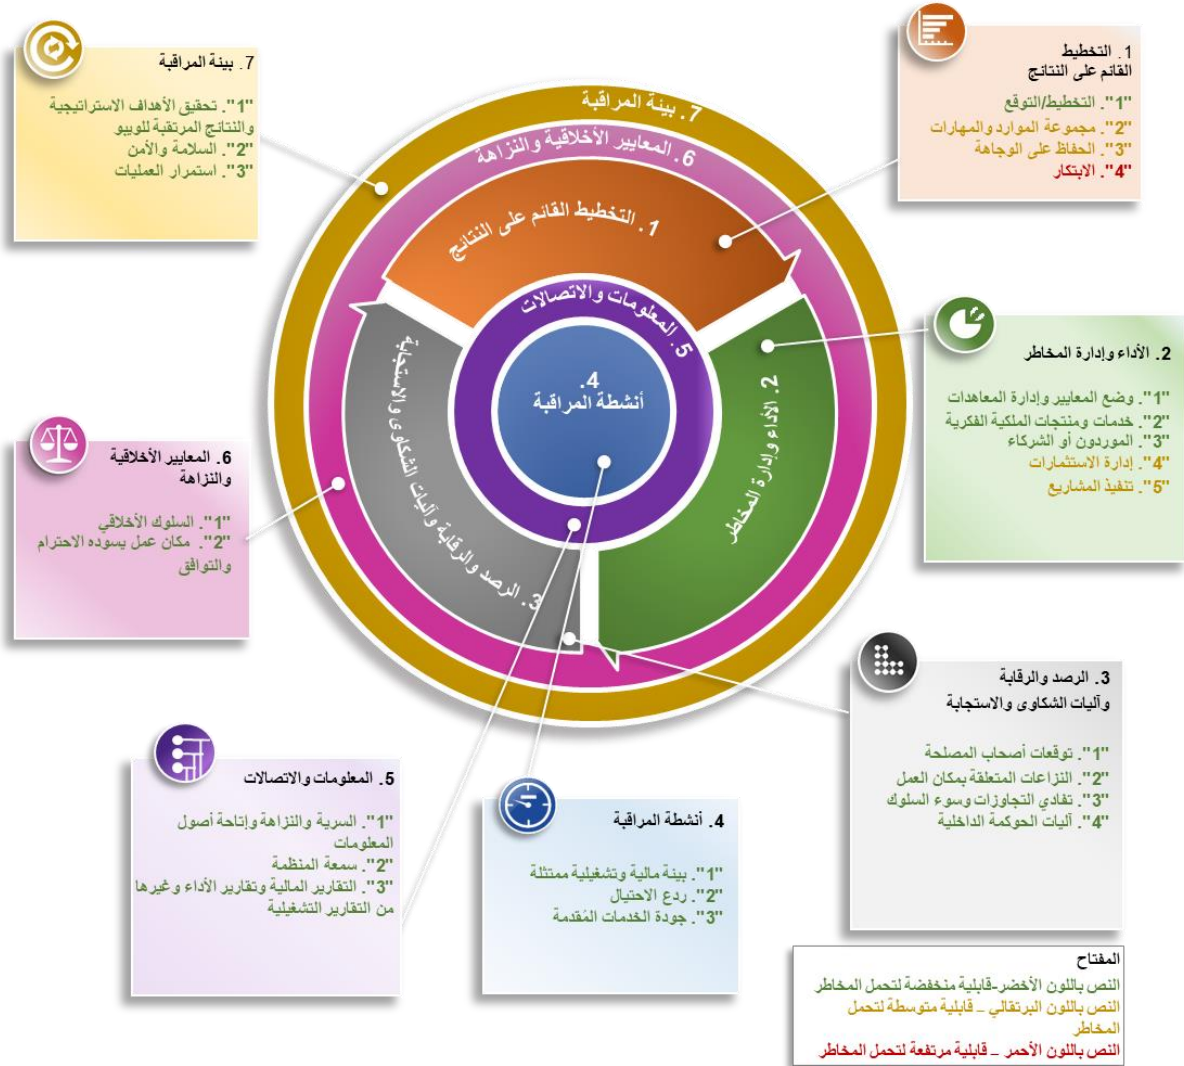 7. بيئة المراقبة
"1". تحقيق الأهداف الاستراتيجية
والنتائج المرتقبة للويبو
"2". السلامة والأمن
"3". استمرار العمليات
1. التخطيط
القائم على النتائج
"1". التخطيط/التوقع
"2". مجموعة الموارد والمهارات
"3". الحفاظ على الوجاهة
"4". الابتكار
7. بيئة المراقبة
6. المعايير الأخلاقية والنزاهة
1. التخطيط القائم على النتائج
5. المعلومات والاتصالات
4.
أنشطة المراقبة
2. الأداء وإدارة المخاطر
3. الرصد والرقابة وآليات الشكاوى والاستجابة
2. الأداء وإدارة المخاطر
"1". وضع المعايير وإدارة المعاهدات
"2". خدمات ومنتجات الملكية الفكرية
"3". الموردون أو الشركاء
"4". إدارة الاستثمارات
"5". تنفيذ المشاريع
6. المعايير الأخلاقية
والنزاهة
"1". السلوك الأخلاقي
"2". مكان عمل يسوده الاحترام
والتوافق
3. الرصد والرقابة
وآليات الشكاوى والاستجابة
"1". توقعات أصحاب المصلحة
"2". النزاعات المتعلقة بمكان العمل
"3". تفادي التجاوزات وسوء السلوك
"4". آليات الحوكمة الداخلية
5. المعلومات والاتصالات
"1". السرية والنزاهة وإتاحة أصول
المعلومات
"2". سمعة المنظمة
"3". التقارير المالية وتقارير الأداء وغيرها
من التقارير التشغيلية
4. أنشطة المراقبة
"1". بيئة مالية وتشغيلية ممتثلة
"2". ردع الاحتيال
"3". جودة الخدمات المُقدمة
المفتاح
النص باللون الأخضر-قابلية منخفضة لتحمل المخاطر
النص باللون البرتقالي – قابلية متوسطة لتحمل
المخاطر
النص باللون الأحمر – قابلية مرتفعة لتحمل المخاطر